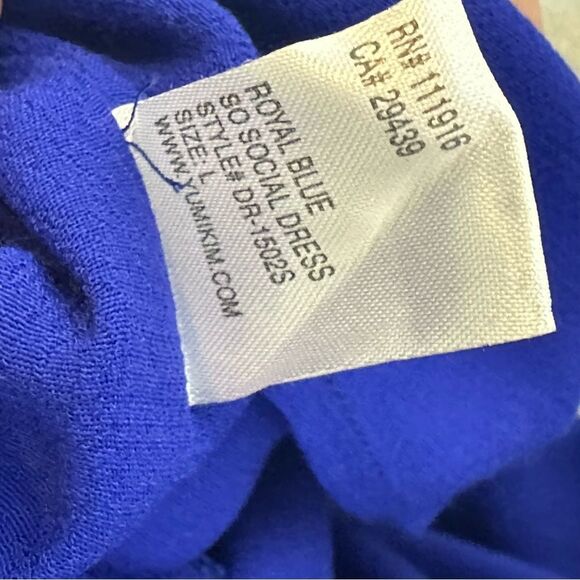 RN# 111916
CA# 29439
ROYAL BLUE
SO SOCIAL DRESS
STYLE# DR-1502S
SIZE: L
WWW.YUMIKIM.COM